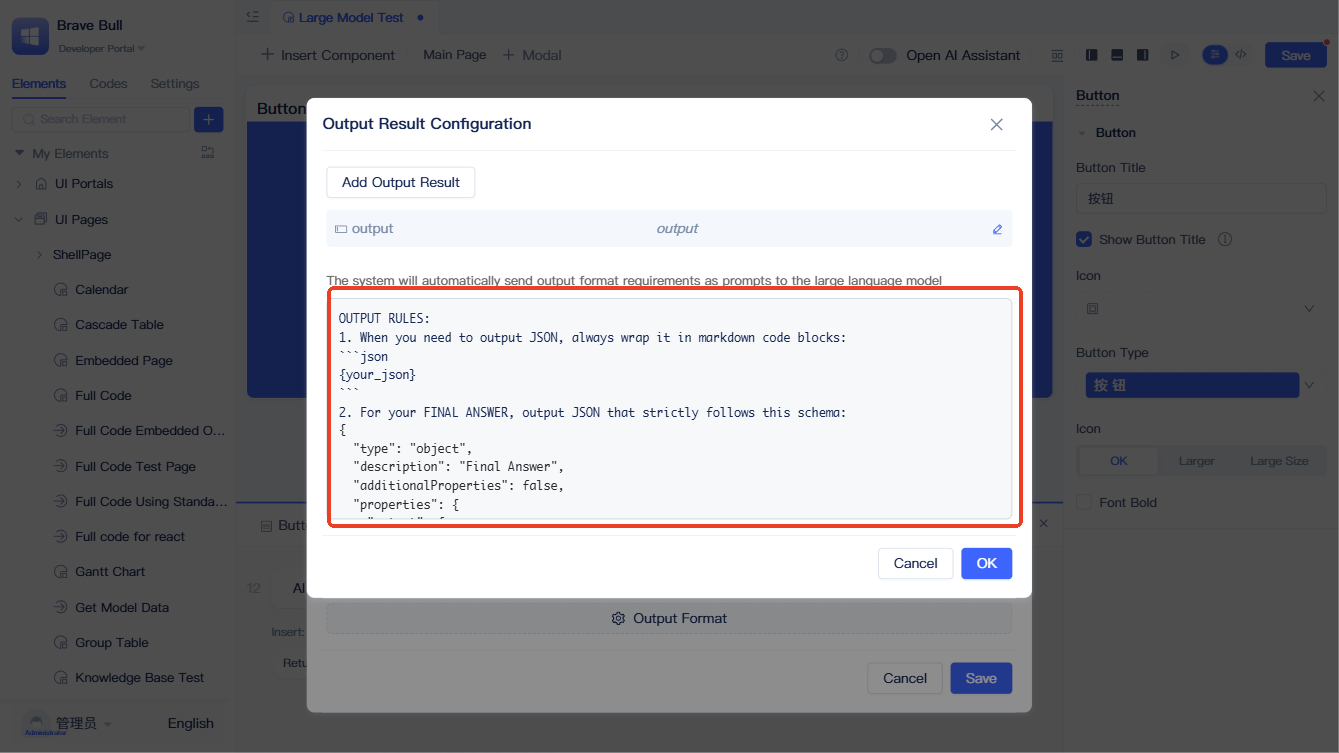 Brave Bull
Developer Portal
Elements Codes Settings
Search Element
My Elements
UI Portals
UI Pages
ShellPage
Calendar
Cascade Table
Embedded Page
Full Code
Full Code Embedded O...
Full Code Test Page
Full Code Using Standa...
Full code for react
Gantt Chart
Get Model Data
Group Table
Knowledge Base Test
管理员
Administrator
English
Large Model Test
Insert Component Main Page Modal
Open AI Assistant
Save
Button
Output Result Configuration
Add Output Result
output output
The system will automatically send output format requirements as prompts to the large language model
OUTPUT RULES:
1. When you need to output JSON, always wrap it in markdown code blocks:
```json
{your_json}
```
2. For your FINAL ANSWER, output JSON that strictly follows this schema:
{
"type": "object",
"description": "Final Answer",
"additionalProperties": false,
"properties": {
Cancel OK
12
Insert:
Output Format
Cancel Save
Button
Button
Button Title
按钮
Show Button Title
Icon
Button Type
按 钮
Icon
OK Larger Large Size
Font Bold